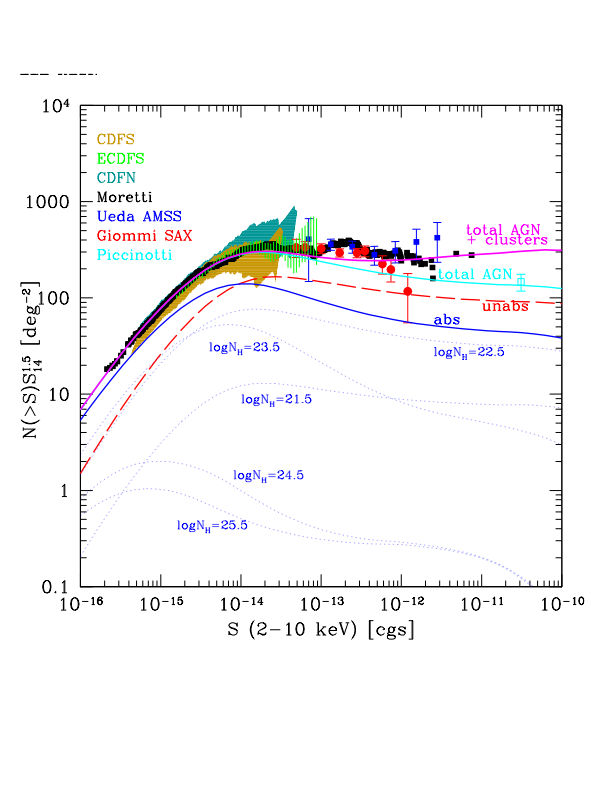 10⁴
1000
100
10
1
0.1
N(>S)S₁₄^1.5 [deg⁻²]
CDFS
ECDFS
CDFN
Moretti
Ueda AMSS
Giommi SAX
Piccinotti
total AGN
+ clusters
total AGN
unabs
abs
logN_H=23.5
logN_H=22.5
logN_H=21.5
logN_H=24.5
logN_H=25.5
10⁻¹⁶ 10⁻¹⁵ 10⁻¹⁴ 10⁻¹³ 10⁻¹² 10⁻¹¹ 10⁻¹⁰
S (2−10 keV) [cgs]